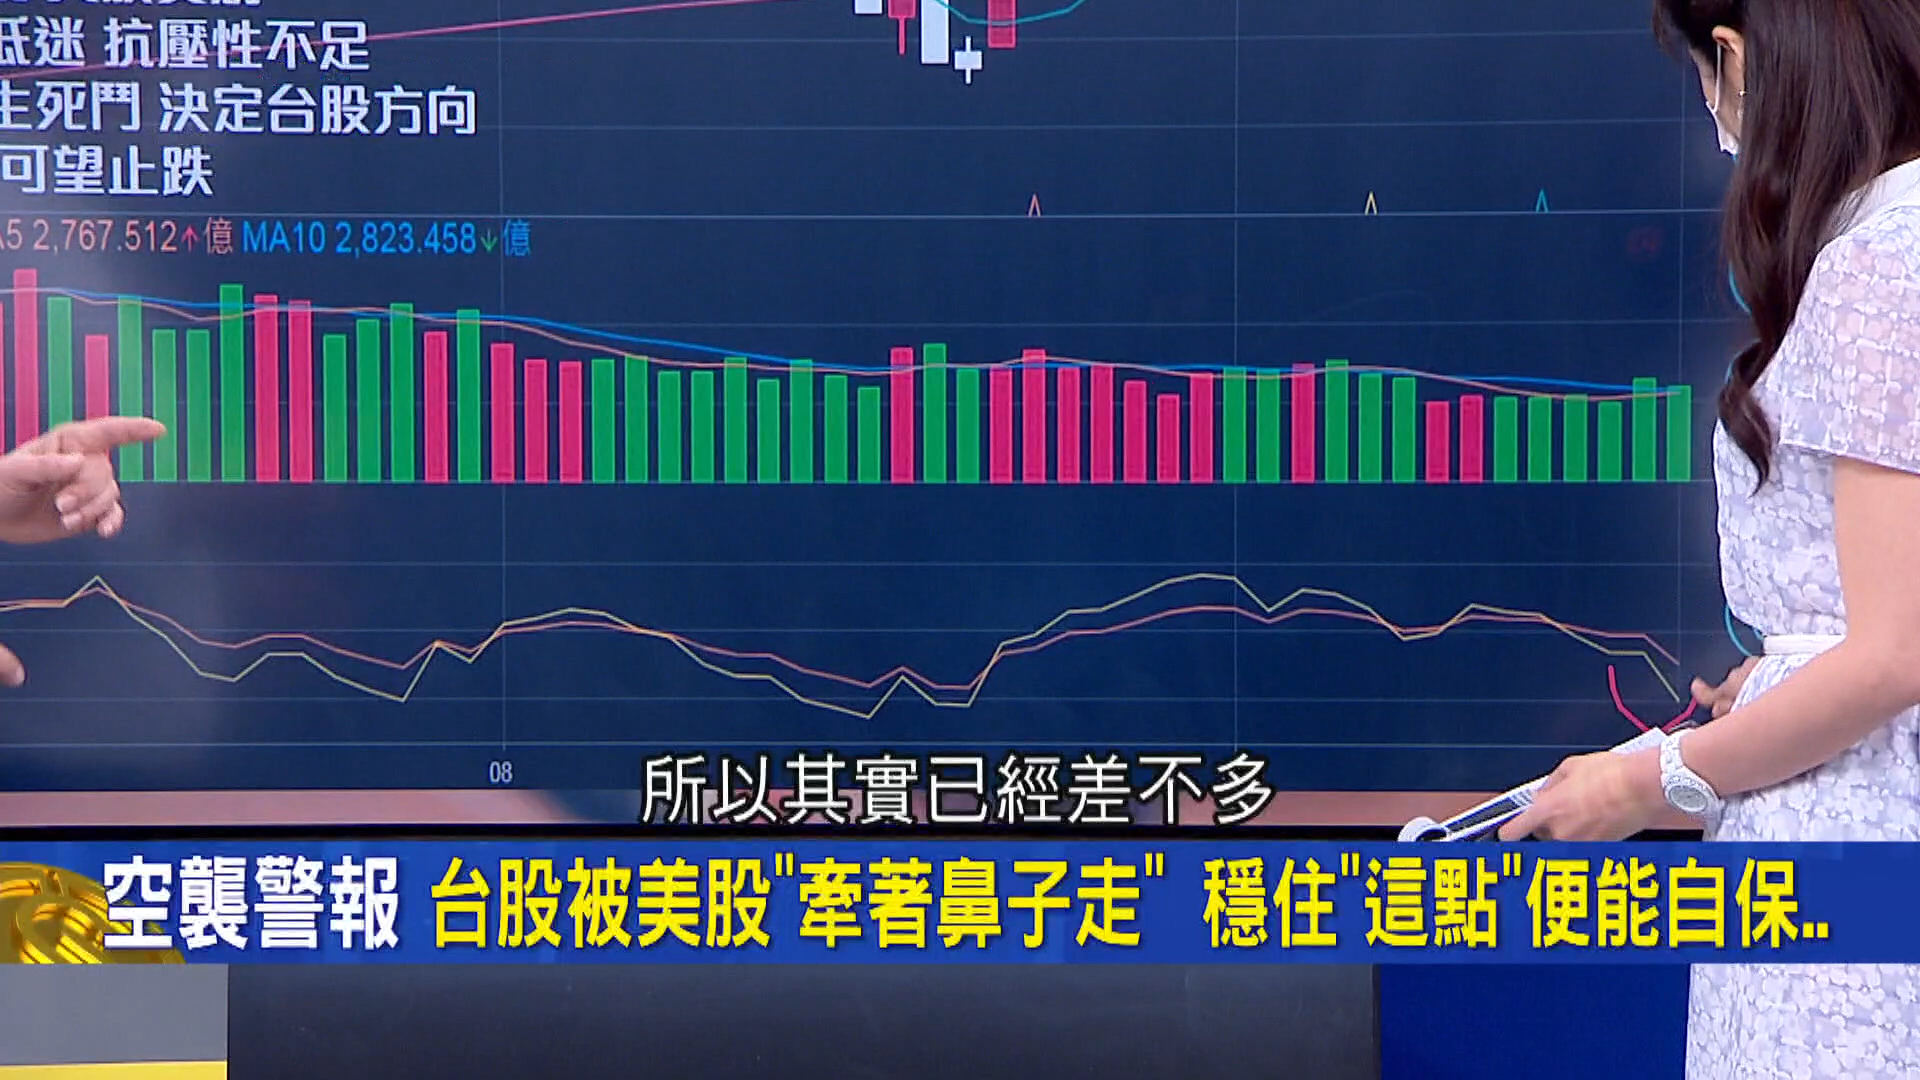 低迷 抗壓性不足
生死鬥 決定台股方向
可望止跌
A5 2,767.512↑億 MA10 2,823.458↓億
08
所以其實已經差不多
空襲警報 台股被美股"牽著鼻子走" 穩住"這點"便能自保..